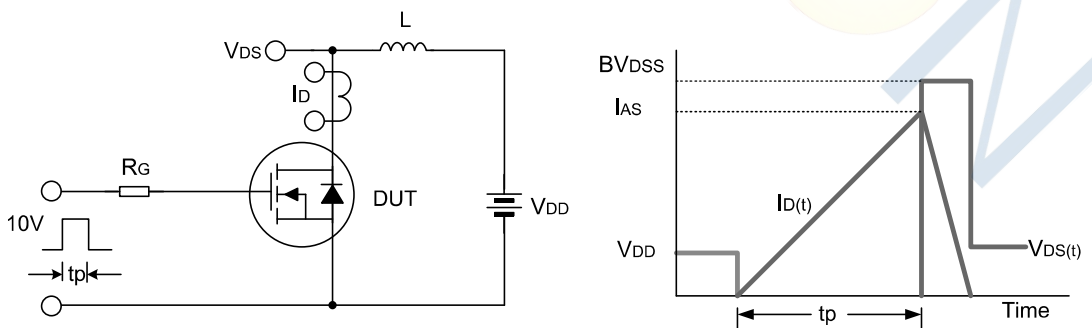 VDS
L
ID
RG
DUT
VDD
10V
tp
BVDSS
IAS
ID(t)
VDD
VDS(t)
Time
tp